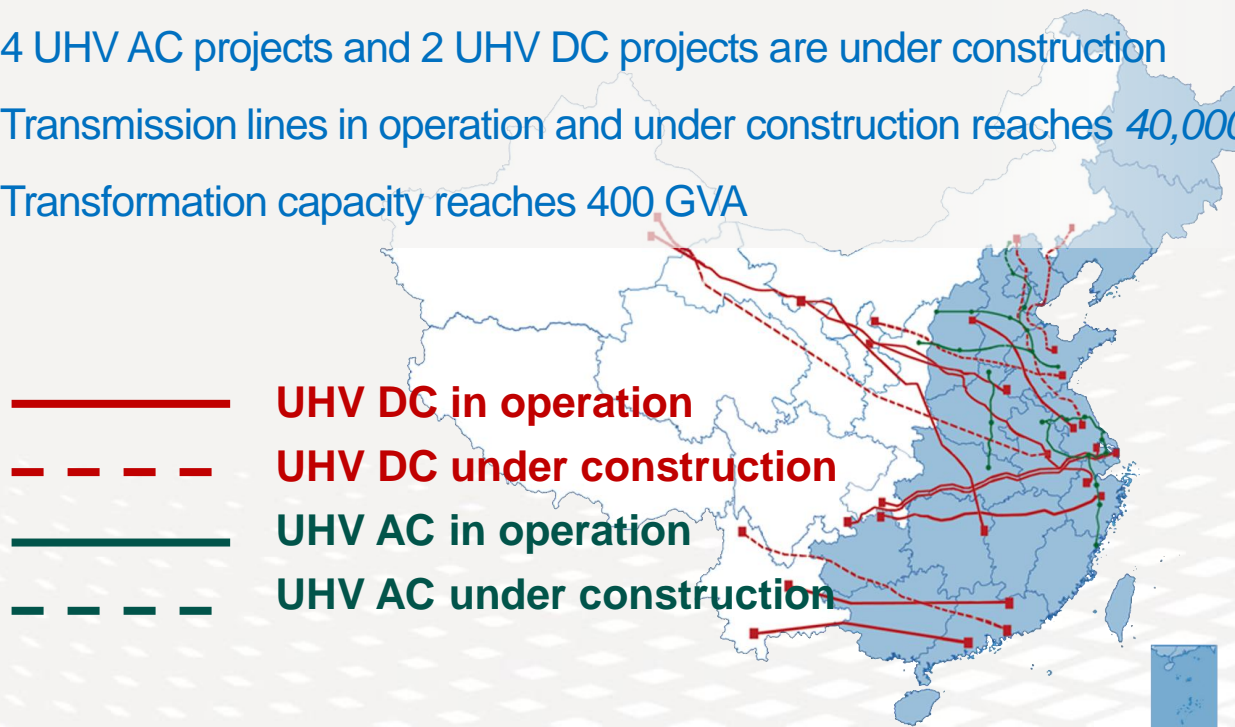 4 UHV AC projects and 2 UHV DC projects are under construction
Transmission lines in operation and under construction reaches 40,000
Transformation capacity reaches 400 GVA
UHV DC in operation
UHV DC under construction
UHV AC in operation
UHV AC under construction